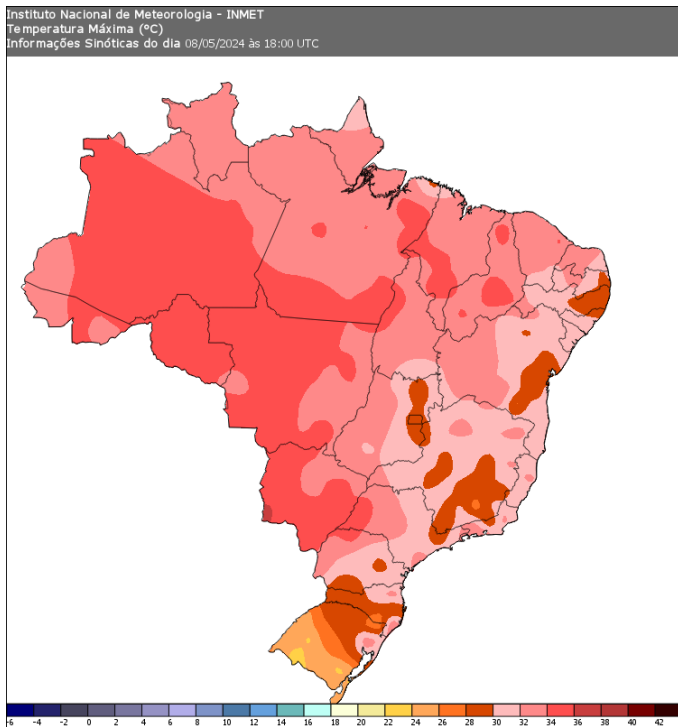 Instituto Nacional de Meteorologia - INMET
Temperatura Máxima (ºC)
Informações Sinóticas do dia 08/05/2024 às 18:00 UTC
-6 -4 -2 0 2 4 6 8 10 12 14 16 18 20 22 24 26 28 30 32 34 36 38 40 42